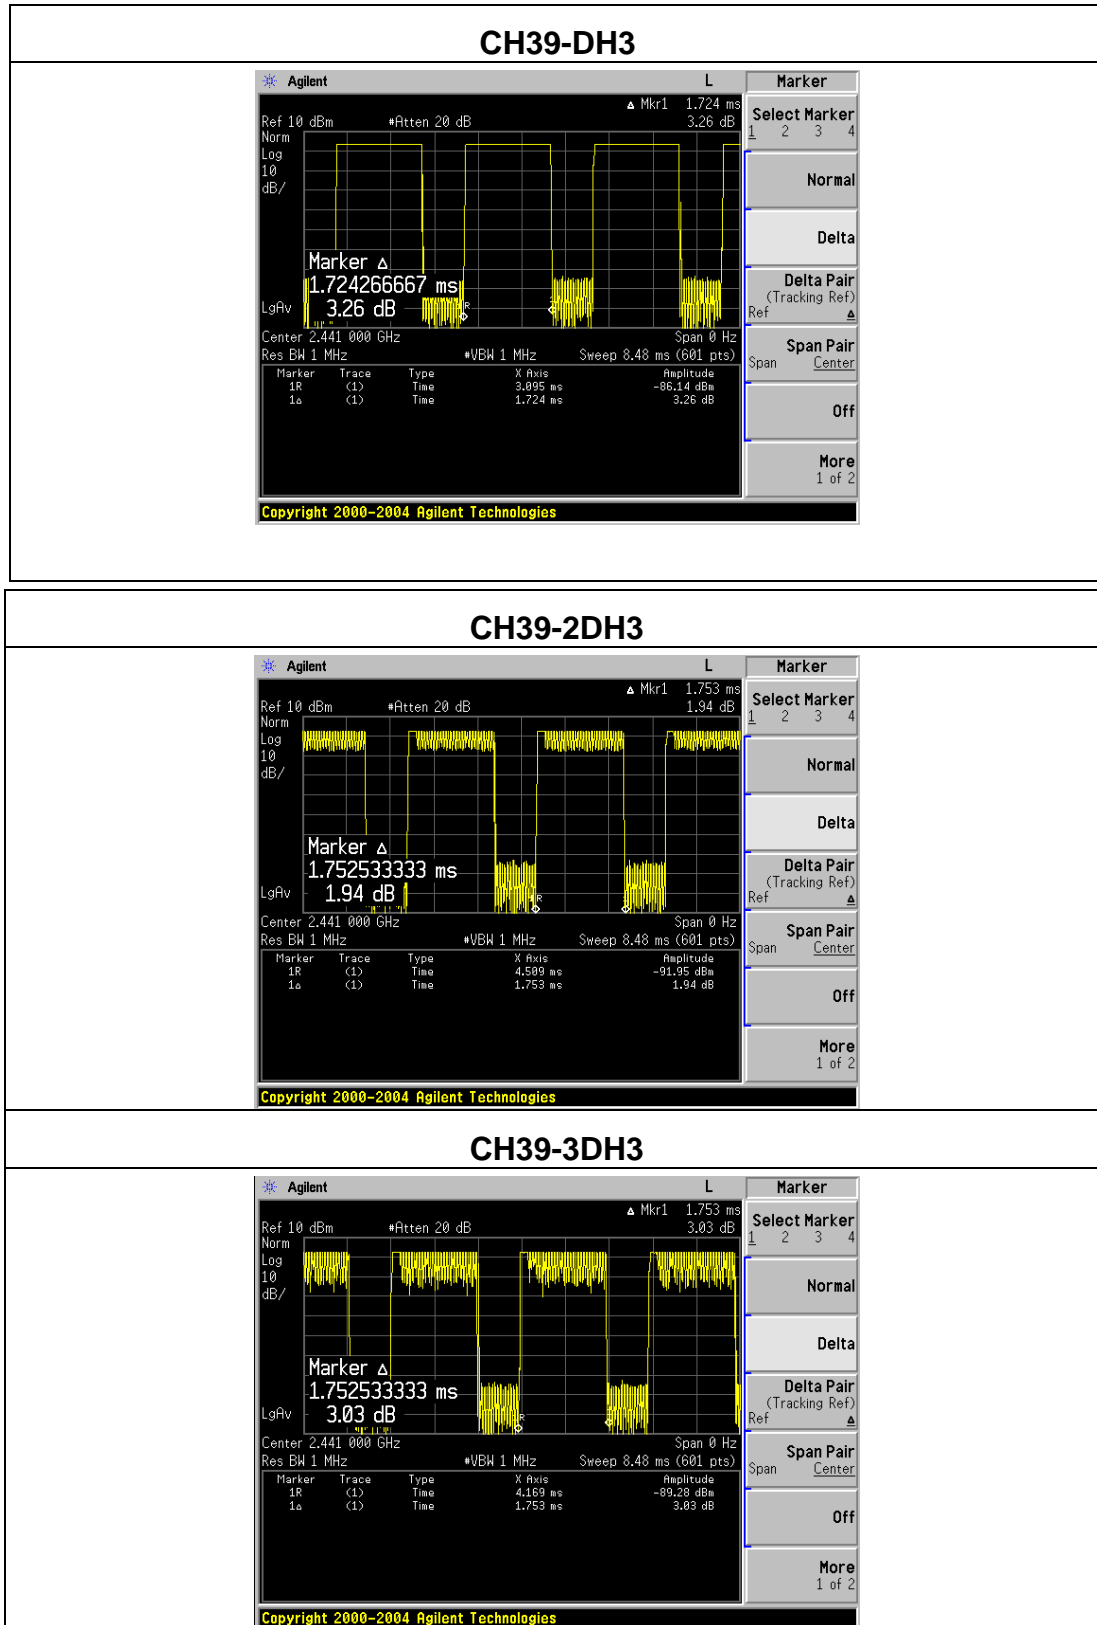 CH39-DH3
Agilent L Marker
Δ Mkr1 1.724 ms
Ref 10 dBm #Atten 20 dB 3.26 dB
Select Marker
1 2 3 4
Norm
Log
10
dB/
Normal
Delta
Marker Δ
1.724266667 ms
3.26 dB
LgAv
R
Delta Pair
(Tracking Ref)
Ref Δ
Center 2.441 000 GHz Span 0 Hz
Res BW 1 MHz #VBW 1 MHz Sweep 8.48 ms (601 pts)
Span Pair
Span Center
Marker Trace Type X Axis Amplitude
1R (1) Time 3.095 ms -86.14 dBm
1Δ (1) Time 1.724 ms 3.26 dB
Off
More
1 of 2
Copyright 2000-2004 Agilent Technologies
CH39-2DH3
Agilent L Marker
Δ Mkr1 1.753 ms
Ref 10 dBm #Atten 20 dB 1.94 dB
Select Marker
1 2 3 4
Norm
Log
10
dB/
Normal
Delta
Marker Δ
1.752533333 ms
1.94 dB
LgAv
R
Delta Pair
(Tracking Ref)
Ref Δ
Center 2.441 000 GHz Span 0 Hz
Res BW 1 MHz #VBW 1 MHz Sweep 8.48 ms (601 pts)
Span Pair
Span Center
Marker Trace Type X Axis Amplitude
1R (1) Time 4.509 ms -91.95 dBm
1Δ (1) Time 1.753 ms 1.94 dB
Off
More
1 of 2
Copyright 2000-2004 Agilent Technologies
CH39-3DH3
Agilent L Marker
Δ Mkr1 1.753 ms
Ref 10 dBm #Atten 20 dB 3.03 dB
Select Marker
1 2 3 4
Norm
Log
10
dB/
Normal
Delta
Marker Δ
1.752533333 ms
3.03 dB
LgAv
R
Delta Pair
(Tracking Ref)
Ref Δ
Center 2.441 000 GHz Span 0 Hz
Res BW 1 MHz #VBW 1 MHz Sweep 8.48 ms (601 pts)
Span Pair
Span Center
Marker Trace Type X Axis Amplitude
1R (1) Time 4.169 ms -89.28 dBm
1Δ (1) Time 1.753 ms 3.03 dB
Off
More
1 of 2
Copyright 2000-2004 Agilent Technologies